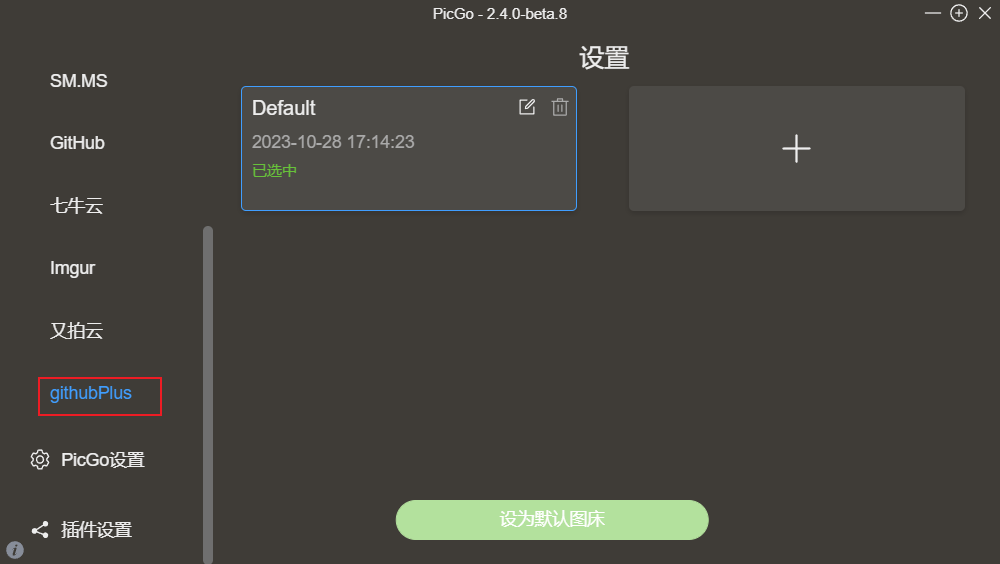 PicGo - 2.4.0-beta.8
SM.MS
GitHub
七牛云
Imgur
又拍云
githubPlus
PicGo设置
插件设置
设置
Default
2023-10-28 17:14:23
已选中
设为默认图床